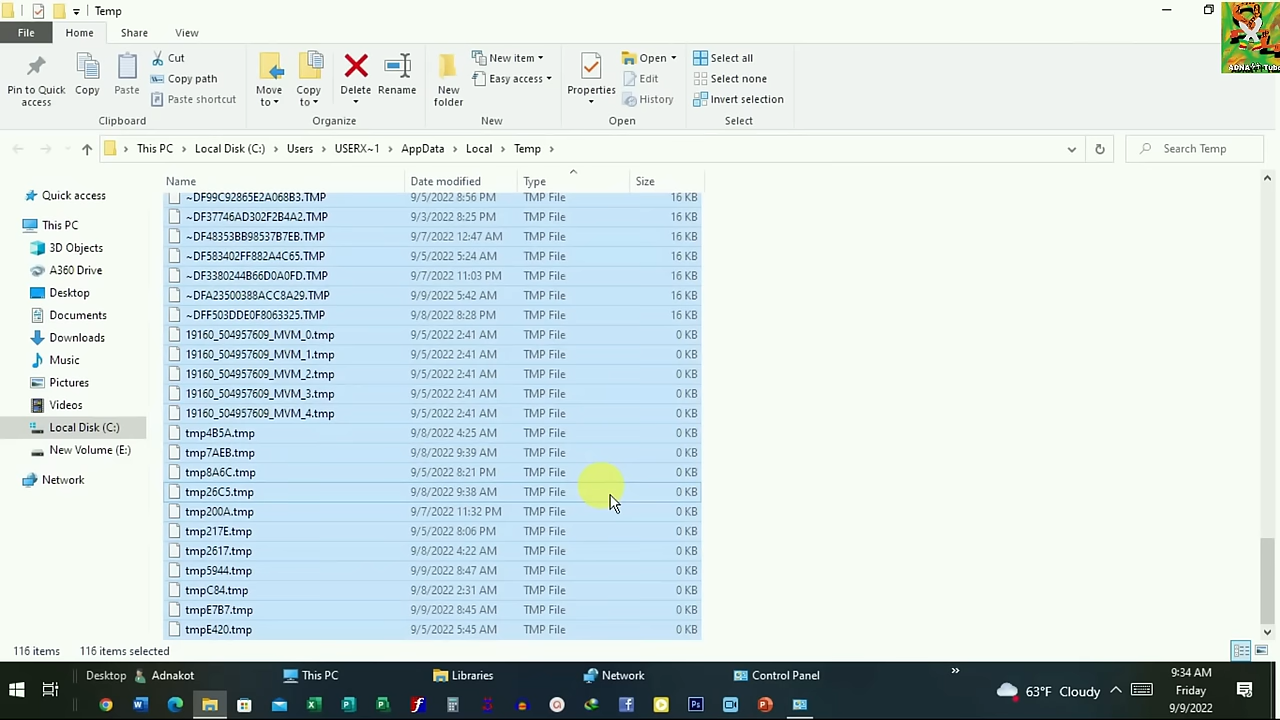 Temp
File Home Share View
Pin to Quick access
Copy
Paste
Cut
Copy path
Paste shortcut
Clipboard
Move to
Copy to
Delete
Rename
Organize
New folder
New item
Easy access
New
Properties
Open
Edit
History
Open
Select all
Select none
Invert selection
Select
This PC > Local Disk (C:) > Users > USERX~1 > AppData > Local > Temp >
Search Temp
Quick access
This PC
3D Objects
A360 Drive
Desktop
Documents
Downloads
Music
Pictures
Videos
Local Disk (C:)
New Volume (E:)
Network
Name Date modified Type Size
~DF99C92865E2A068B3.TMP 9/5/2022 8:56 PM TMP File 16 KB
~DF37746AD302F2B4A2.TMP 9/3/2022 8:25 PM TMP File 16 KB
~DF48353BB98537B7EB.TMP 9/7/2022 12:47 AM TMP File 16 KB
~DF583402FF882A4C65.TMP 9/5/2022 5:24 AM TMP File 16 KB
~DF3380244B66D0A0FD.TMP 9/7/2022 11:03 PM TMP File 16 KB
~DFA23500388ACC8A29.TMP 9/9/2022 5:42 AM TMP File 16 KB
~DFF503DDE0F8063325.TMP 9/8/2022 8:28 PM TMP File 16 KB
19160_504957609_MVM_0.tmp 9/5/2022 2:41 AM TMP File 0 KB
19160_504957609_MVM_1.tmp 9/5/2022 2:41 AM TMP File 0 KB
19160_504957609_MVM_2.tmp 9/5/2022 2:41 AM TMP File 0 KB
19160_504957609_MVM_3.tmp 9/5/2022 2:41 AM TMP File 0 KB
19160_504957609_MVM_4.tmp 9/5/2022 2:41 AM TMP File 0 KB
tmp4B5A.tmp 9/8/2022 4:25 AM TMP File 0 KB
tmp7AEB.tmp 9/8/2022 9:39 AM TMP File 0 KB
tmp8A6C.tmp 9/5/2022 8:21 PM TMP File 0 KB
tmp26C5.tmp 9/8/2022 9:38 AM TMP File 0 KB
tmp200A.tmp 9/7/2022 11:32 PM TMP File 0 KB
tmp217E.tmp 9/5/2022 8:06 PM TMP File 0 KB
tmp2617.tmp 9/8/2022 4:22 AM TMP File 0 KB
tmp5944.tmp 9/9/2022 8:47 AM TMP File 0 KB
tmpC84.tmp 9/8/2022 2:31 AM TMP File 0 KB
tmpE7B7.tmp 9/9/2022 8:45 AM TMP File 0 KB
tmpE420.tmp 9/5/2022 5:45 AM TMP File 0 KB
116 items 116 items selected
Desktop Adnakot This PC Libraries Network Control Panel »
63°F Cloudy
9:34 AM
Friday
9/9/2022